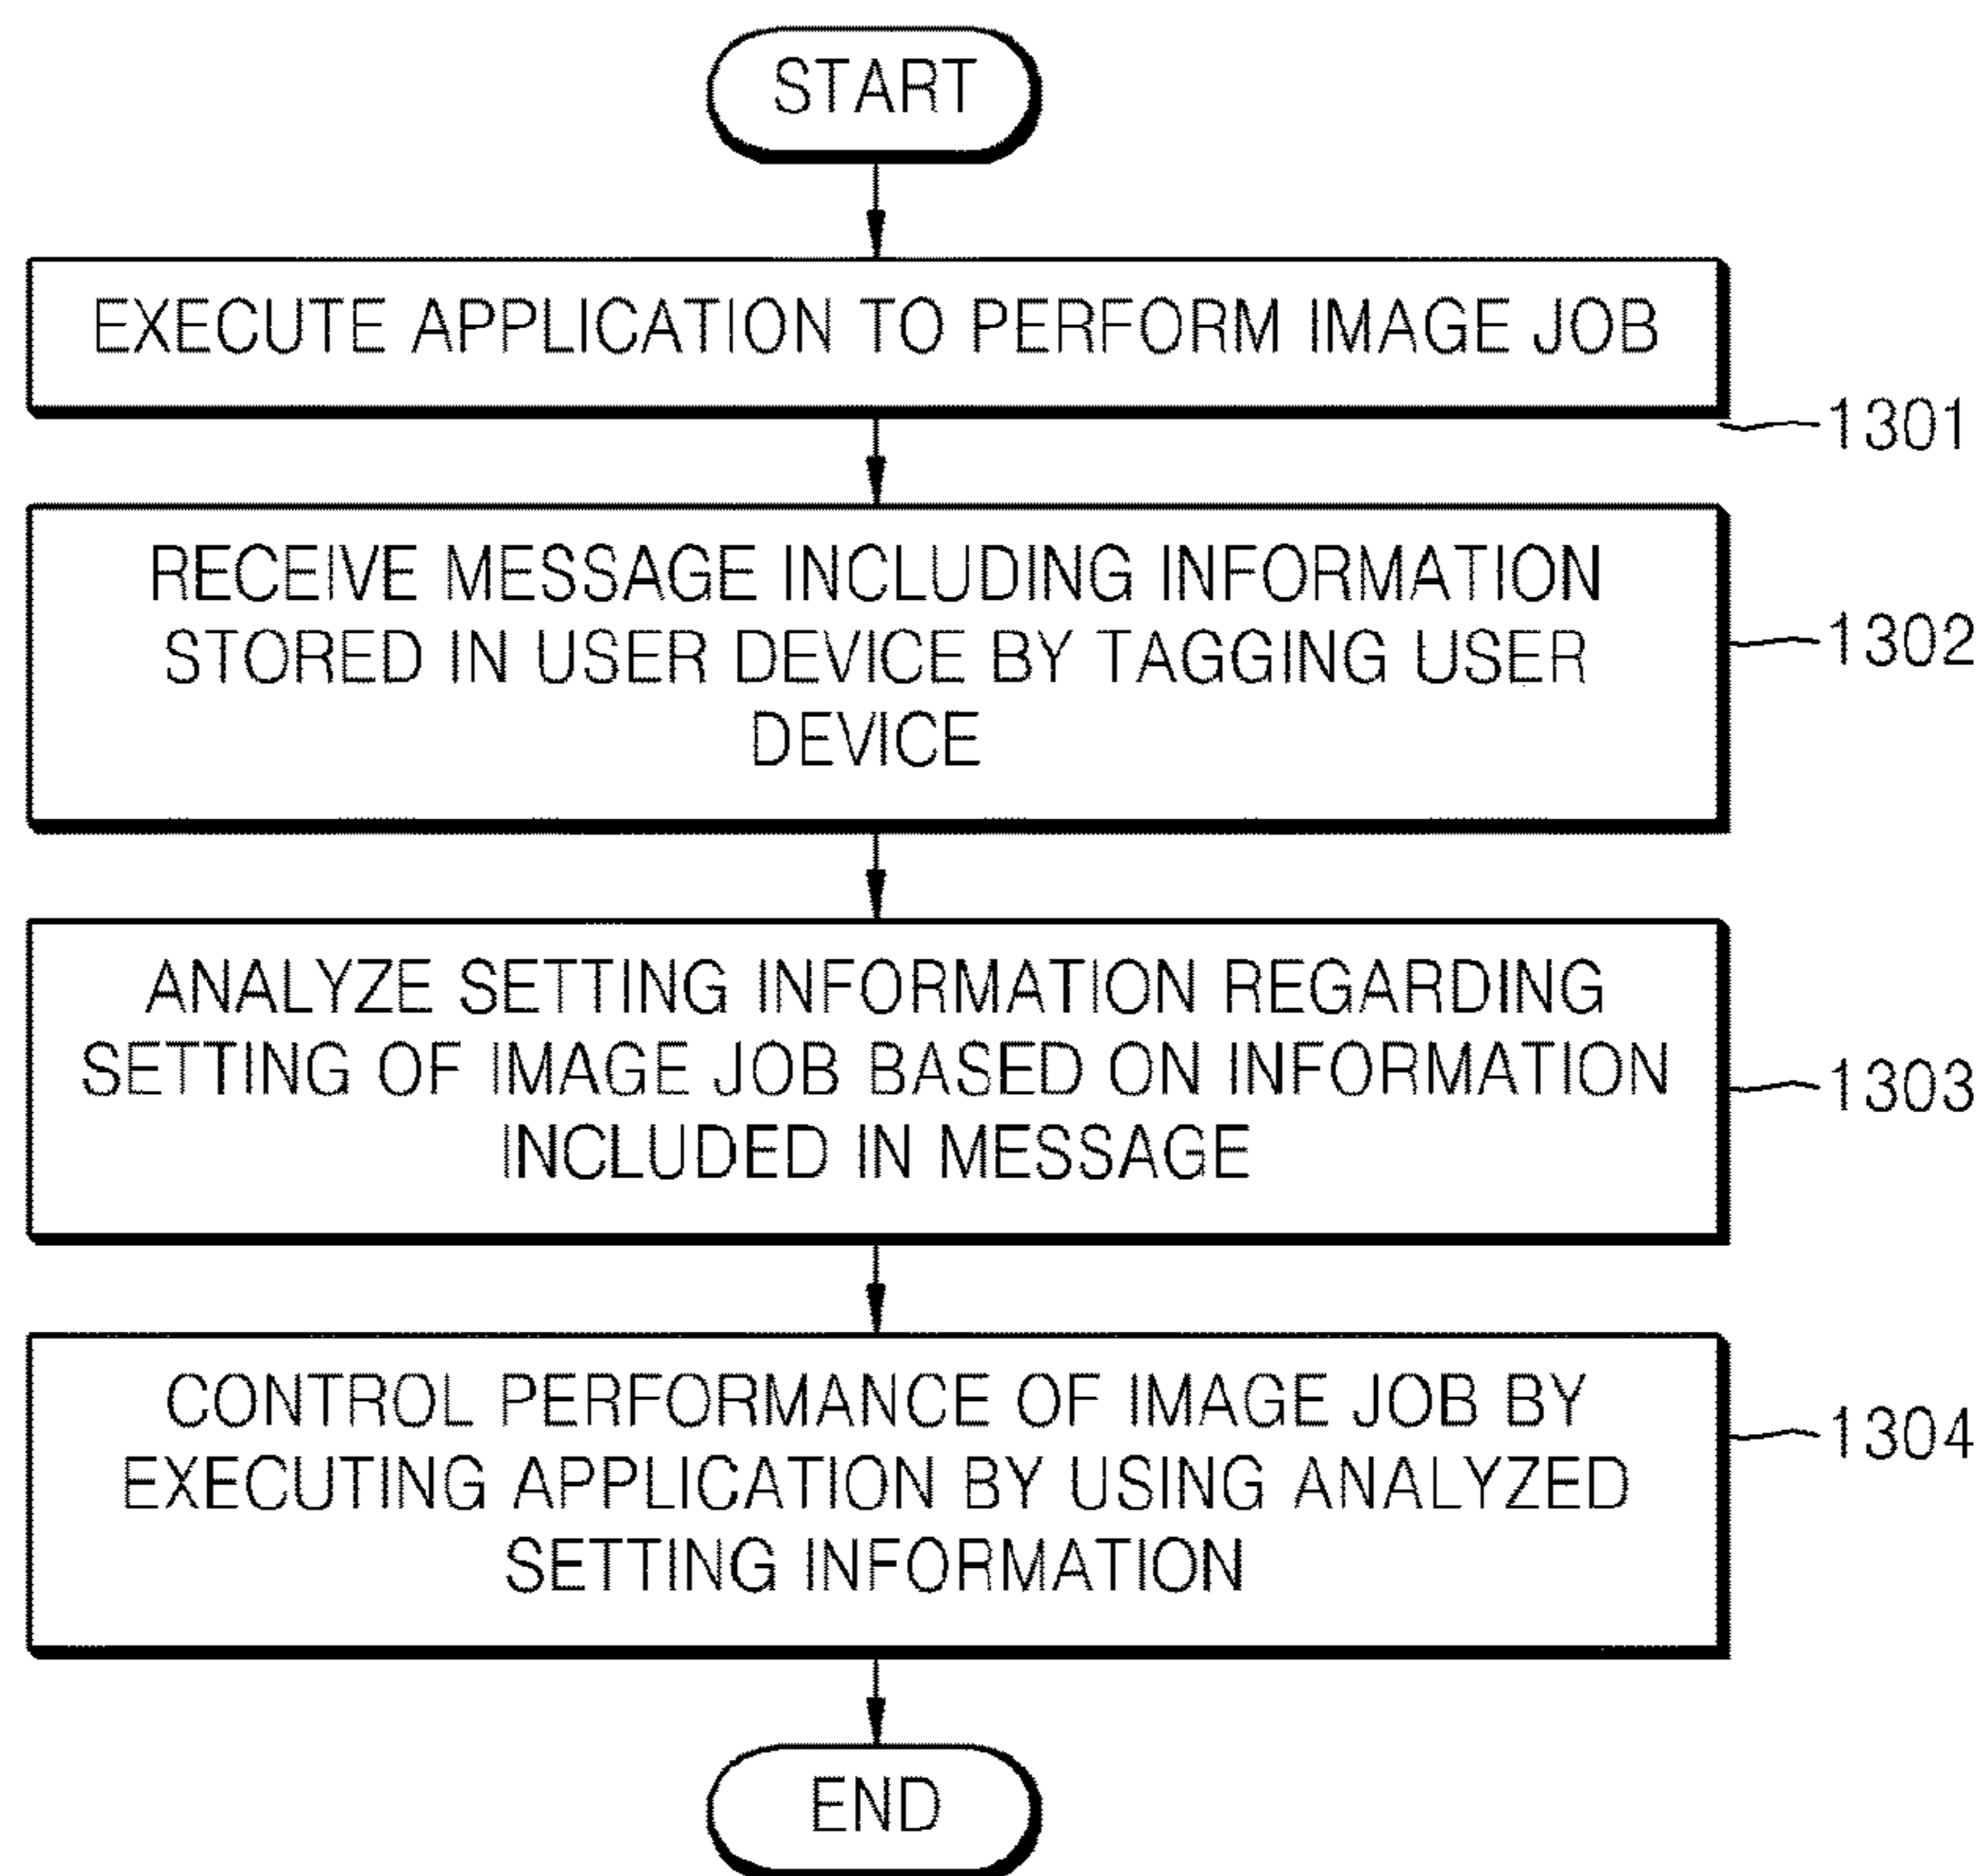 START
EXECUTE APPLICATION TO PERFORM IMAGE JOB
1301
RECEIVE MESSAGE INCLUDING INFORMATION
STORED IN USER DEVICE BY TAGGING USER
DEVICE
1302
ANALYZE SETTING INFORMATION REGARDING
SETTING OF IMAGE JOB BASED ON INFORMATION
INCLUDED IN MESSAGE
1303
CONTROL PERFORMANCE OF IMAGE JOB BY
EXECUTING APPLICATION BY USING ANALYZED
SETTING INFORMATION
1304
END